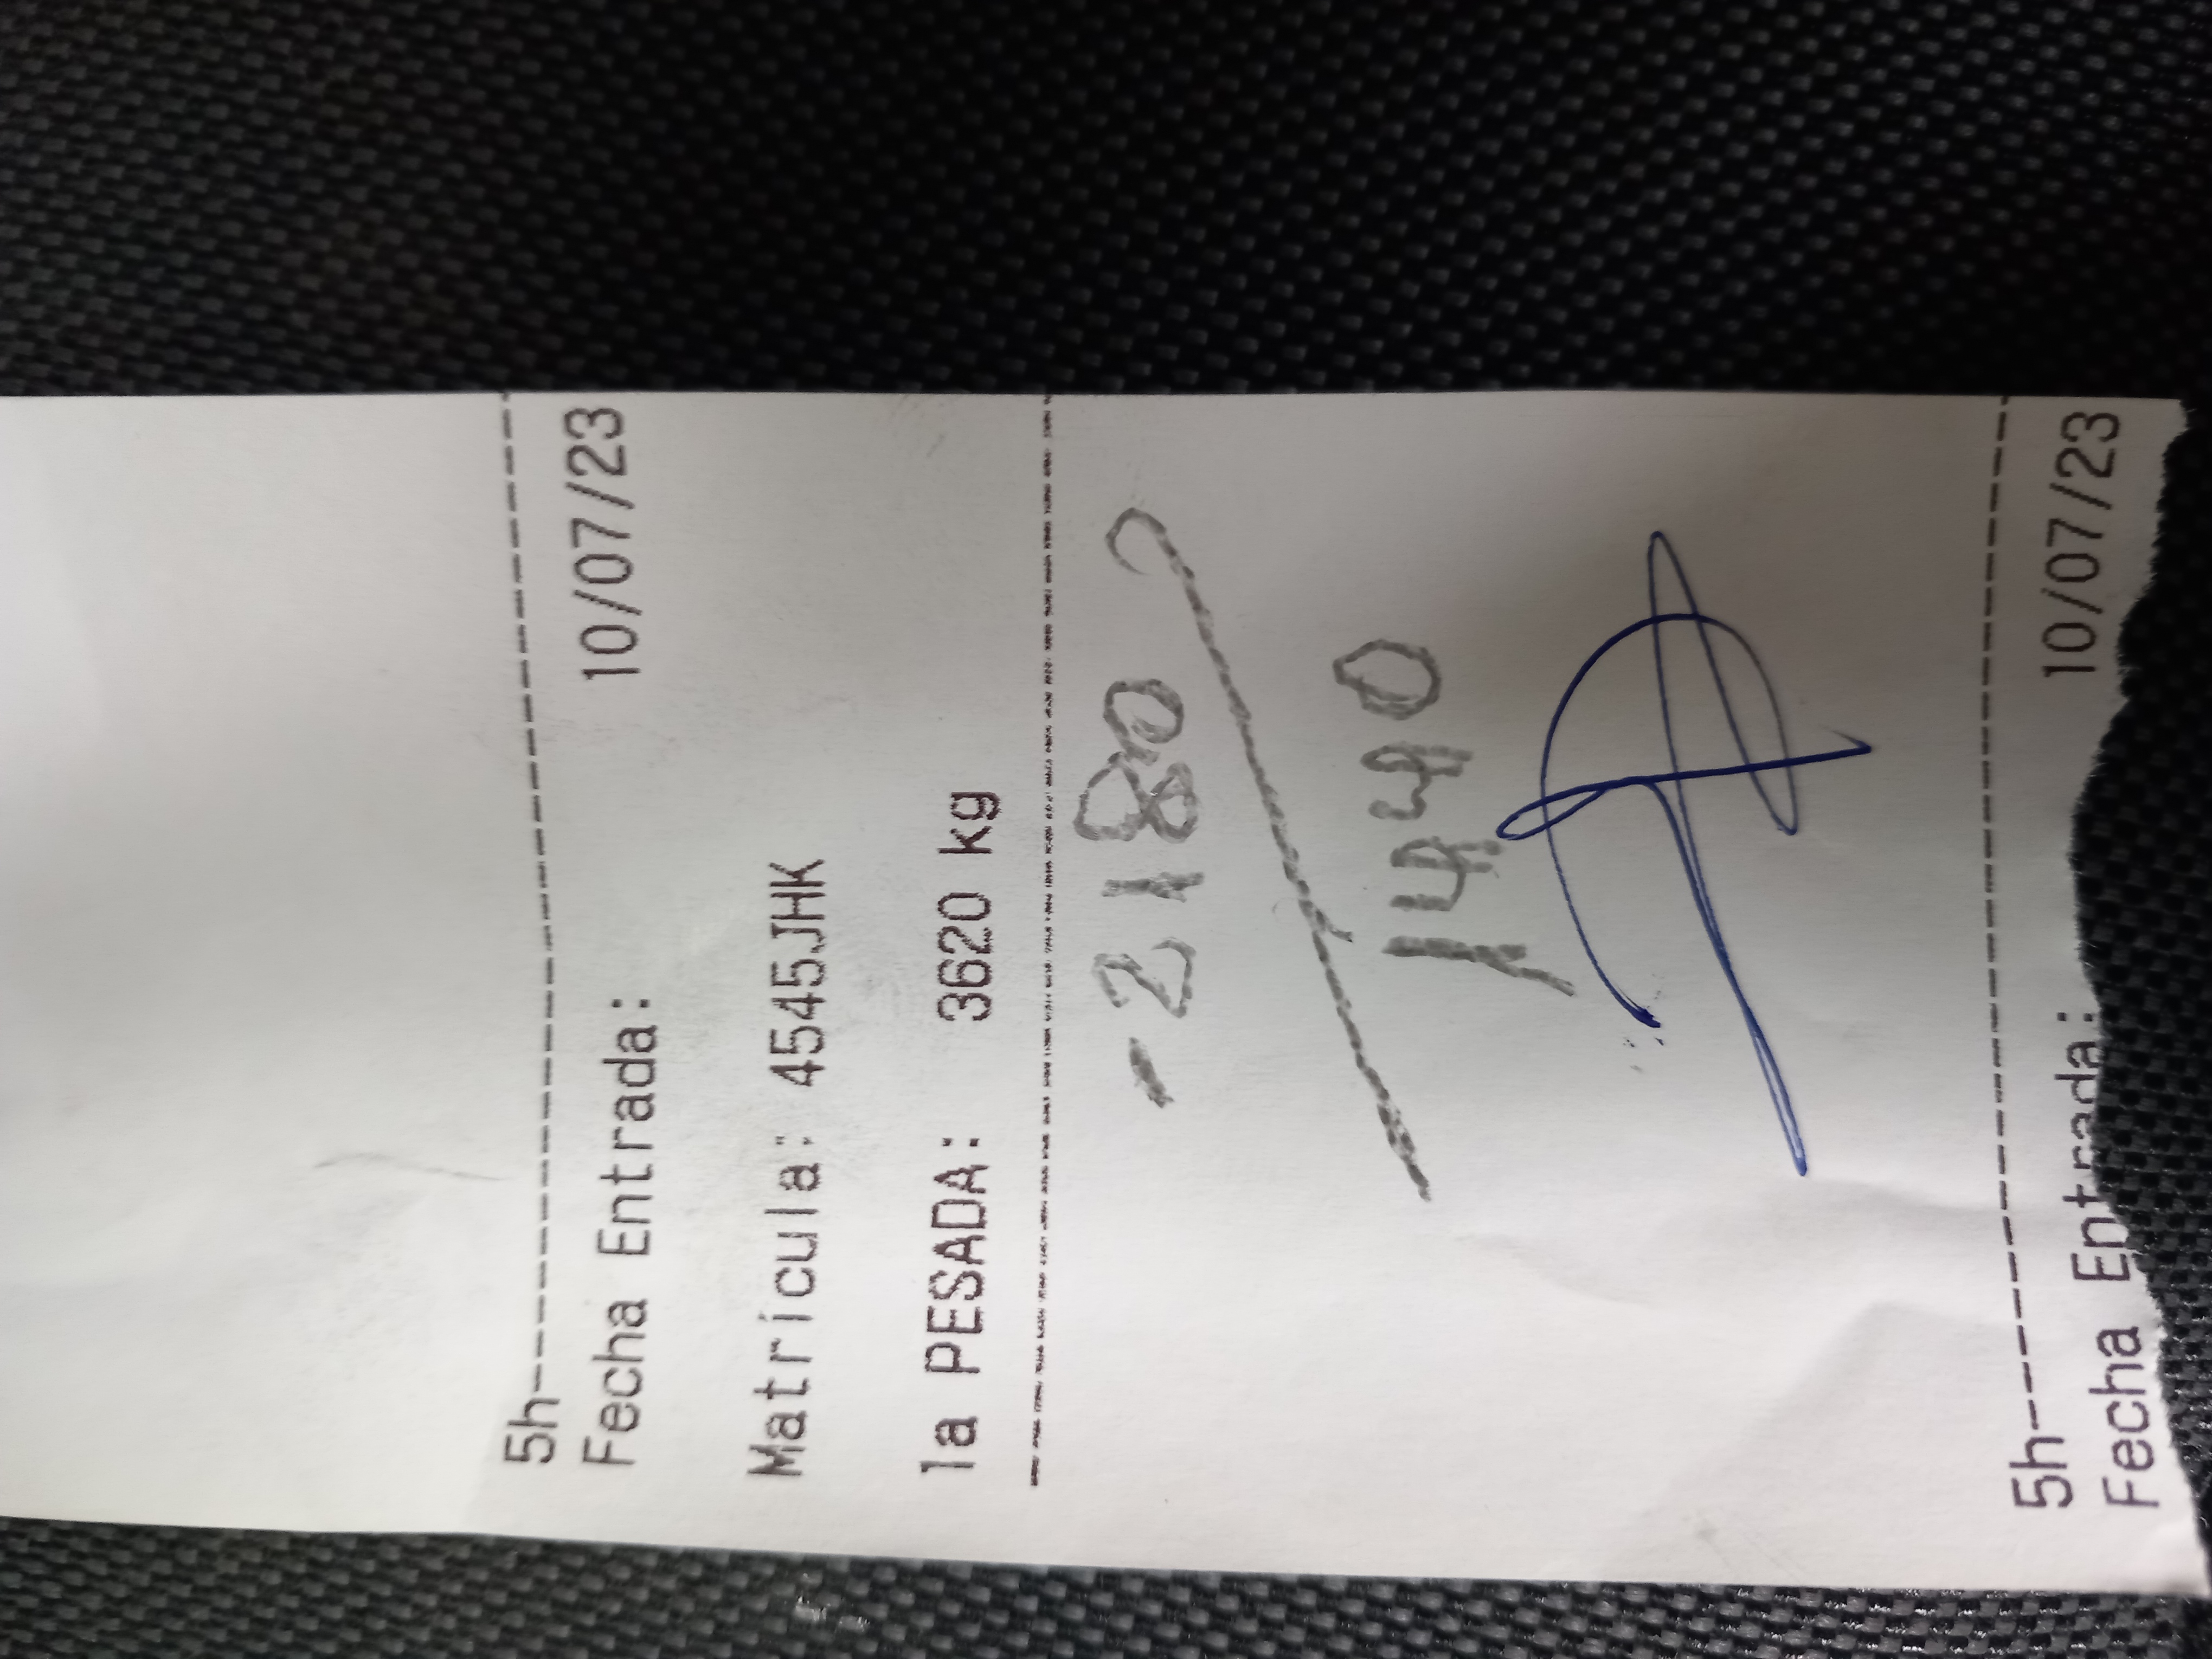 5h--------------------------
Fecha Entrada: 10/07/23
Matrícula: 4545JHK
1a PESADA: 3620 kg
- 2180
1440
5h--------------------------
Fecha Entrada: 10/07/23